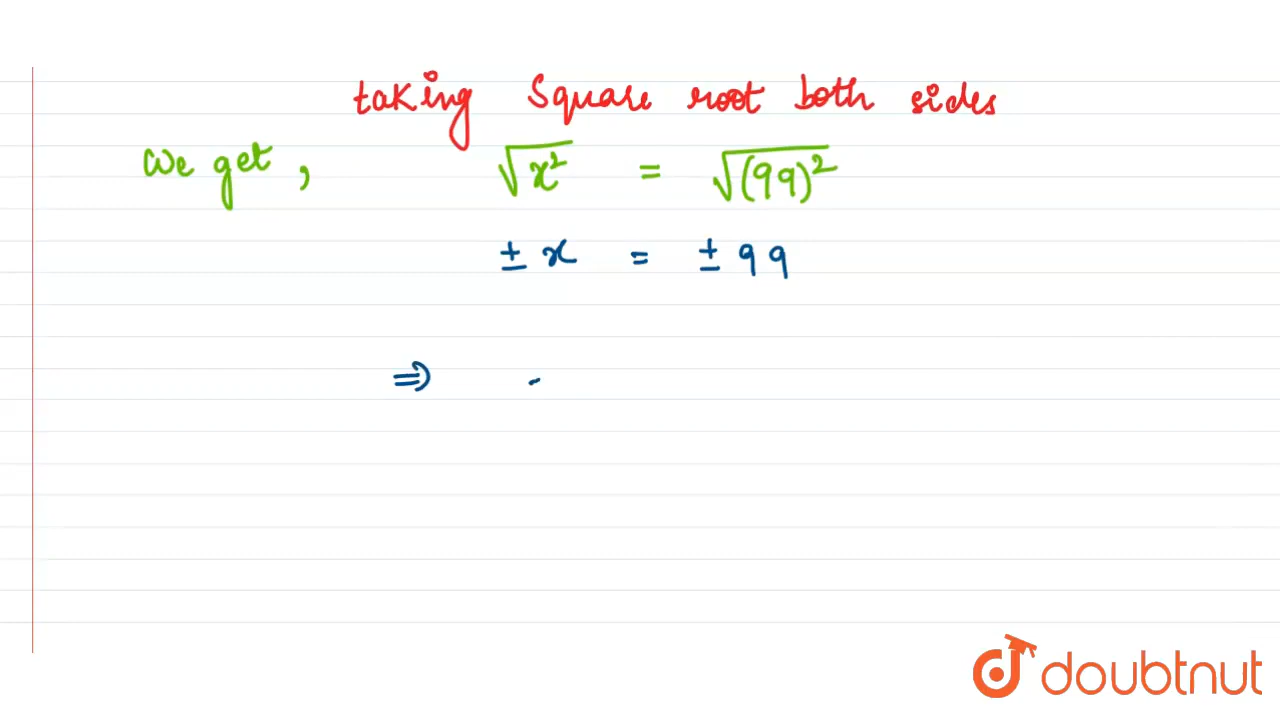 taking Square root both sides
We get, √x² = √(99)²
± x = ± 99
⇒
doubtnut